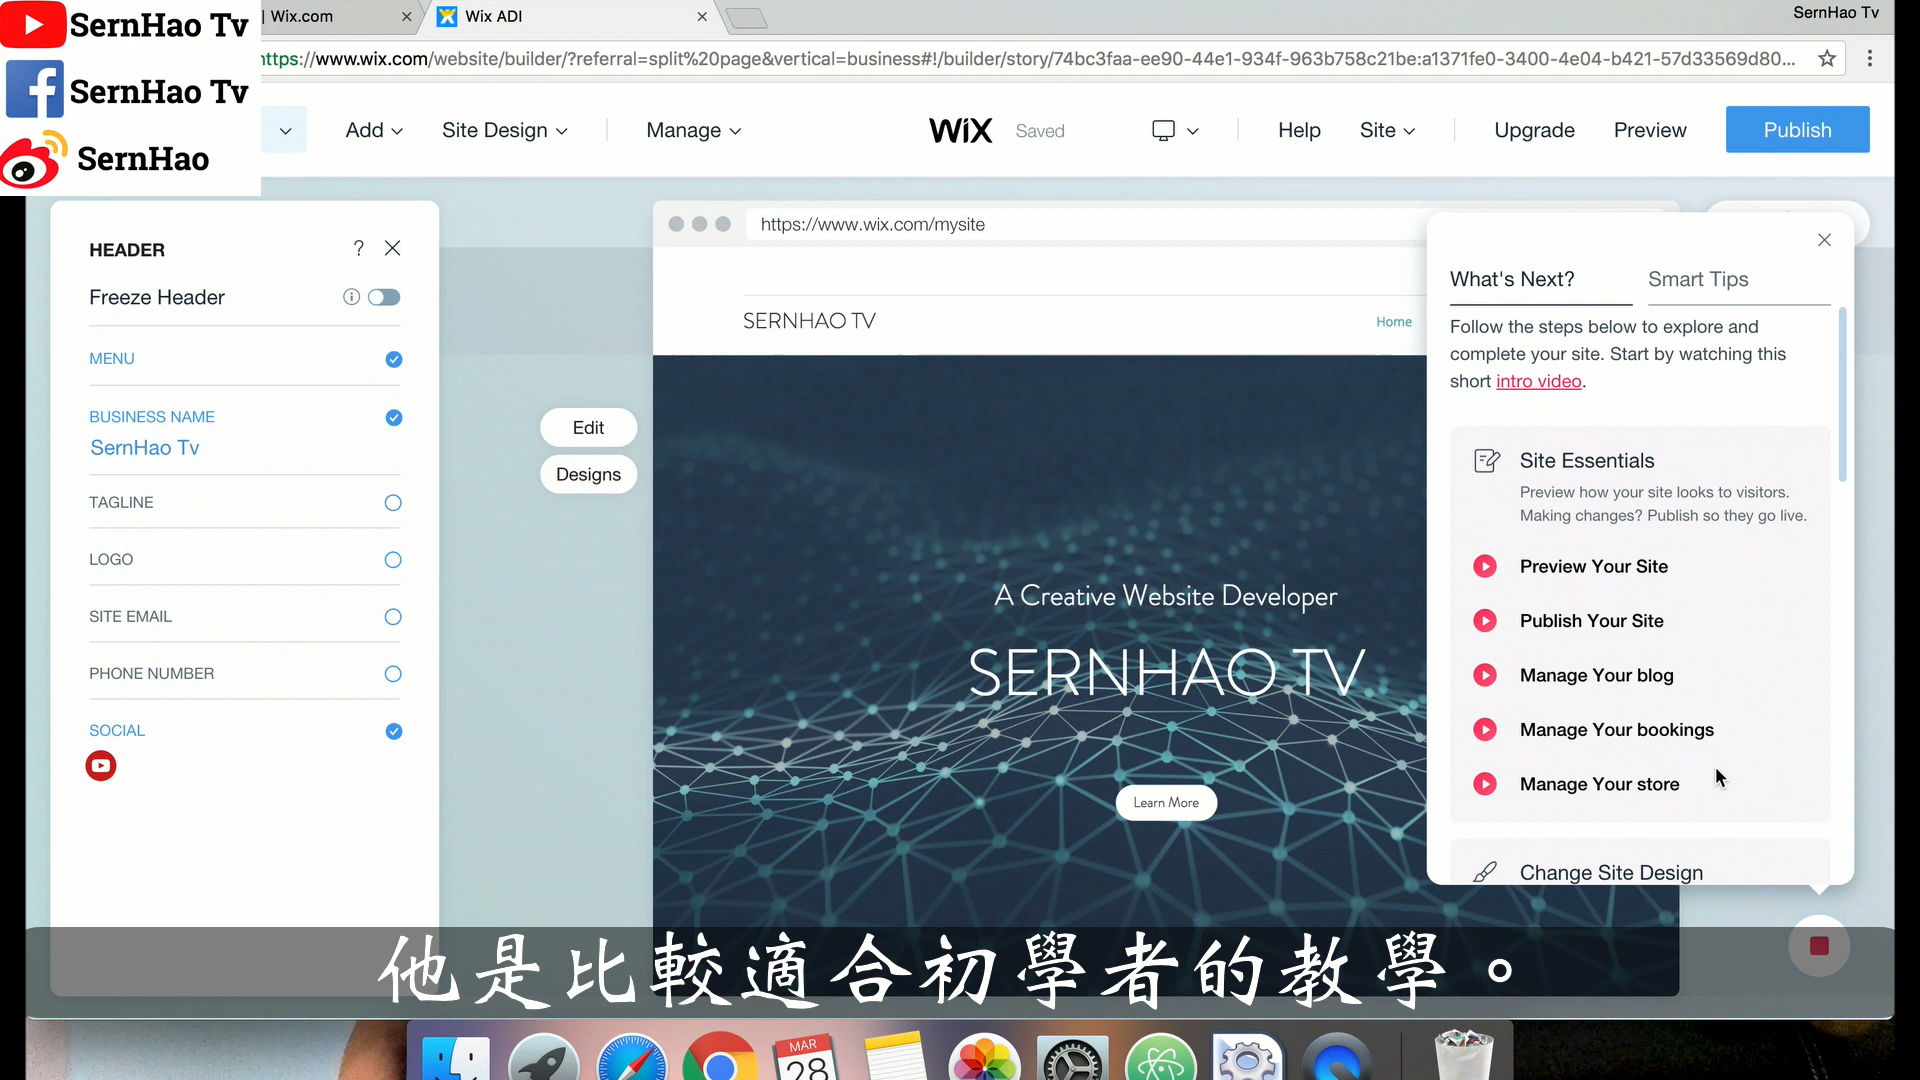 SernHao Tv
SernHao Tv
SernHao
| Wix.com
Wix ADI
SernHao Tv
https://www.wix.com/website/builder/?referral=split%20page&vertical=business#!/builder/story/74bc3faa-ee90-44e1-934f-963b758c21be:a1371fe0-3400-4e04-b421-57d33569d80...
Add
Site Design
Manage
WiX
Saved
Help
Site
Upgrade
Preview
Publish
HEADER
?
Freeze Header
MENU
BUSINESS NAME
SernHao Tv
TAGLINE
LOGO
SITE EMAIL
PHONE NUMBER
SOCIAL
Edit
Designs
https://www.wix.com/mysite
SERNHAO TV
Home
A Creative Website Developer
SERNHAO TV
Learn More
What's Next?
Smart Tips
Follow the steps below to explore and
complete your site. Start by watching this
short intro video.
Site Essentials
Preview how your site looks to visitors.
Making changes? Publish so they go live.
Preview Your Site
Publish Your Site
Manage Your blog
Manage Your bookings
Manage Your store
Change Site Design
他是比較適合初學者的教學。
MAR
28